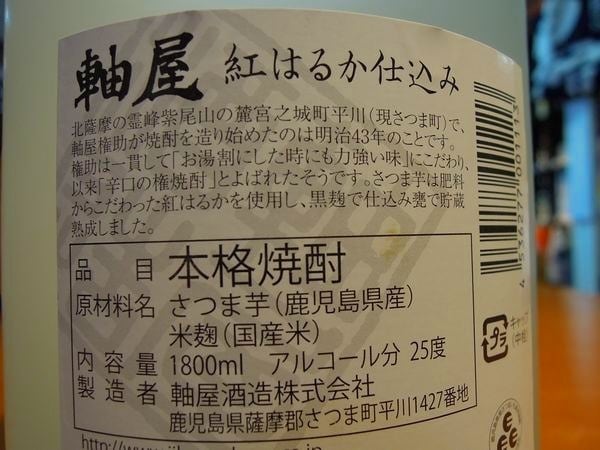 軸屋 紅はるか仕込み
北薩摩の霊峰紫尾山の麓宮之城町平川(現さつま町)で、
軸屋権助が焼酎を造り始めたのは明治43年のことです。
権助は一貫して「お湯割にした時にも力強い味」にこだわり、
以来「辛口の権焼酎」とよばれたそうです。さつま芋は肥料
からこだわった紅はるかを使用し、黒麹で仕込み甕で貯蔵
熟成しました。
品目 本格焼酎
原材料名 さつま芋(鹿児島県産)
米麹(国産米)
内容量 1800ml アルコール分 25度
製造者 軸屋酒造株式会社
鹿児島県薩摩郡さつま町平川1427番地
4 536277 001113
プラ
キャップ